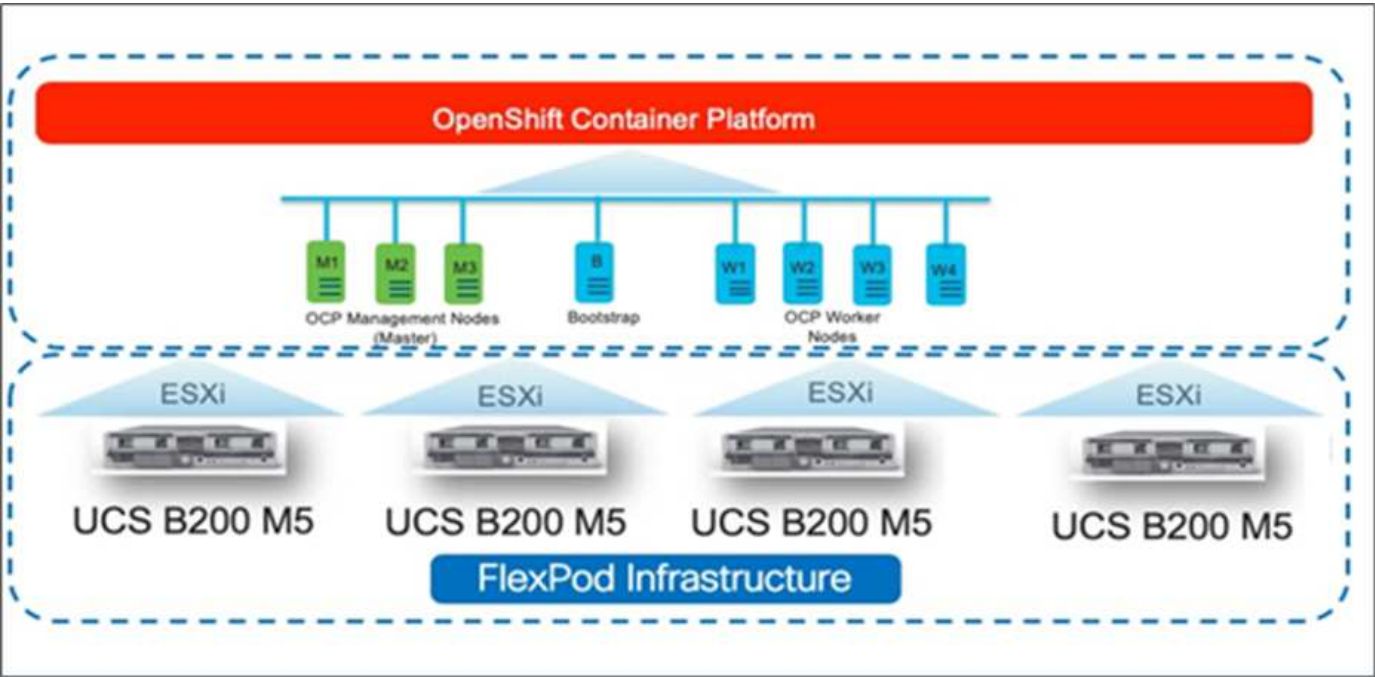 OpenShift Container Platform
M1 M2 M3 B W1 W2 W3 W4
OCP Management Nodes
(Master)
Bootstrap
OCP Worker
Nodes
ESXi ESXi ESXi ESXi
UCS B200 M5 UCS B200 M5 UCS B200 M5 UCS B200 M5
FlexPod Infrastructure